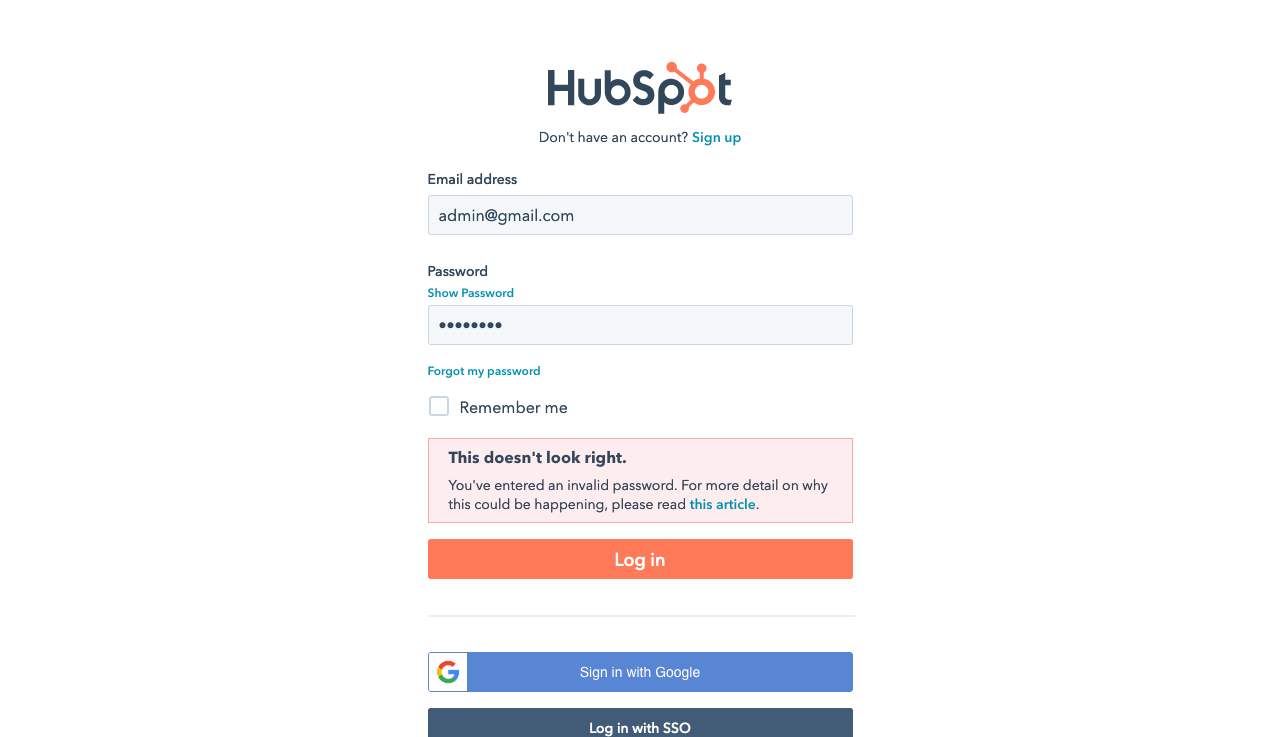 HubSpot
Don't have an account? Sign up
Email address
admin@gmail.com
Password
Show Password
••••••••
Forgot my password
Remember me
This doesn't look right.
You've entered an invalid password. For more detail on why
this could be happening, please read this article.
Log in
Sign in with Google
Log in with SSO